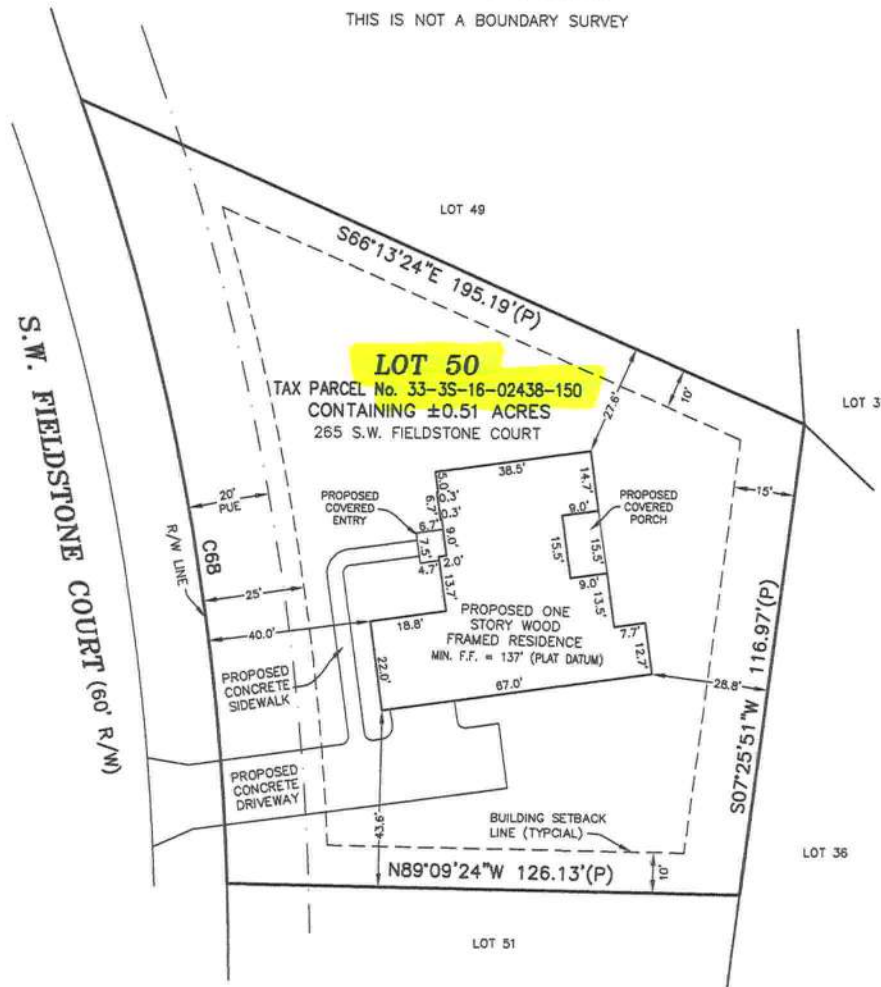 THIS IS NOT A BOUNDARY SURVEY
LOT 49
S66°13'24"E 195.19'(P)
LOT 50
TAX PARCEL No. 33-3S-16-02438-150
CONTAINING ±0.51 ACRES
265 S.W. FIELDSTONE COURT
LOT 3
27.6'
10'
15'
S.W. FIELDSTONE COURT (60' R/W)
20'
PUE
R/W LINE
C68
25'
40.0'
PROPOSED
COVERED
ENTRY
38.5'
5.0'
0.3'
6.7'
0.3'
6.7'
9.0'
7.5'
2.0'
4.7'
13.7'
18.8'
22.0'
14.7'
9.0'
PROPOSED
COVERED
PORCH
15.5'
15.5'
9.0'
13.5'
7.7'
12.7'
PROPOSED ONE
STORY WOOD
FRAMED RESIDENCE
MIN. F.F. = 137' (PLAT DATUM)
67.0'
28.8'
S07°25'51"W 116.97'(P)
PROPOSED
CONCRETE
SIDEWALK
PROPOSED
CONCRETE
DRIVEWAY
43.6'
BUILDING SETBACK
LINE (TYPCIAL)
N89°09'24"W 126.13'(P)
10'
LOT 36
LOT 51